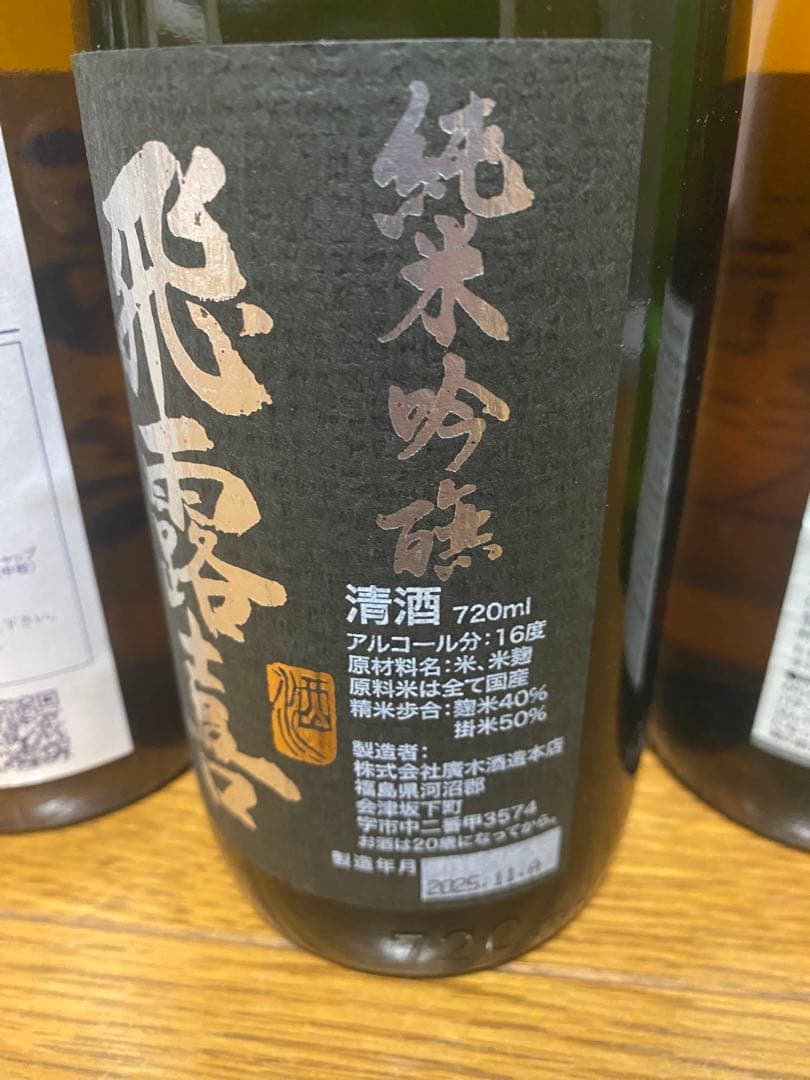 飛露喜
純米吟醸
酒
清酒 720ml
アルコール分:16度
原材料名:米、米麹
原料米は全て国産
精米歩合:麹米40%
掛米50%
製造者:
株式会社廣木酒造本店
福島県河沼郡
会津坂下町
字市中二番甲3574
お酒は20歳になってから。
製造年月 2025.11.A
720